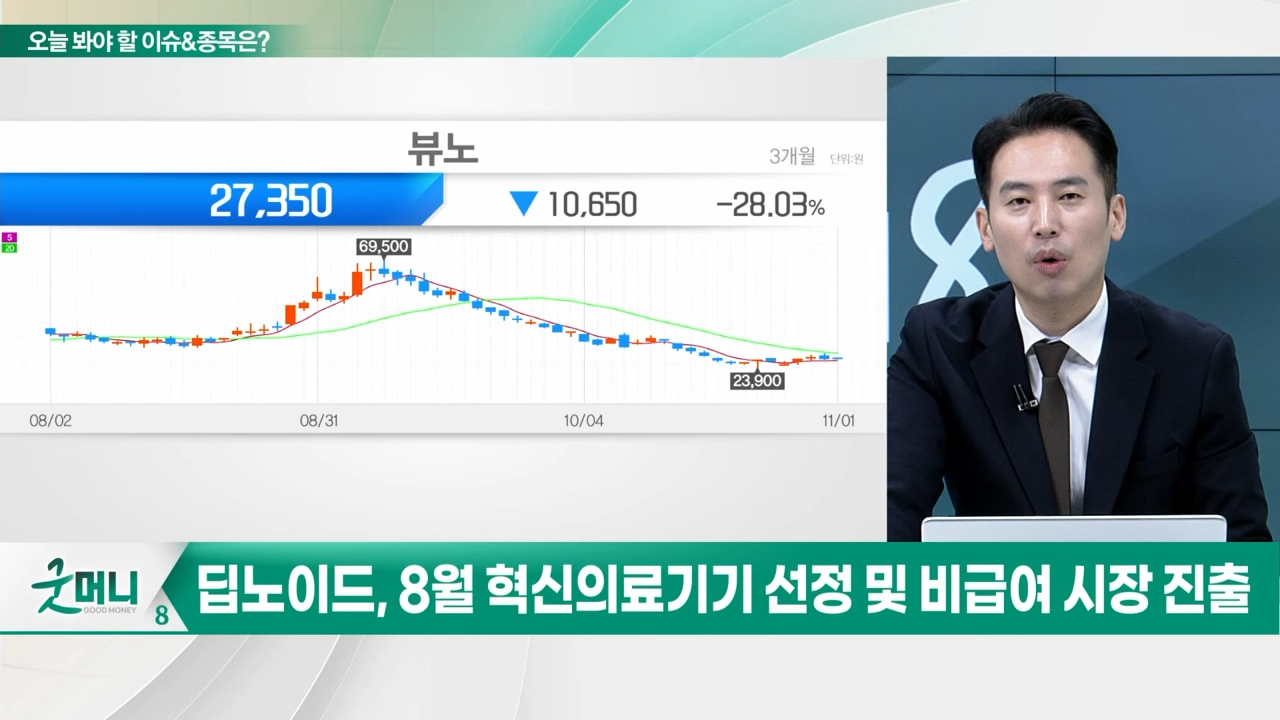 오늘 봐야 할 이슈&종목은?
뷰노
3개월 단위:원
27,350 ▼ 10,650 -28.03%
5
20
69,500
23,900
08/02 08/31 10/04 11/01
굿머니 GOOD MONEY 8
딥노이드, 8월 혁신의료기기 선정 및 비급여 시장 진출